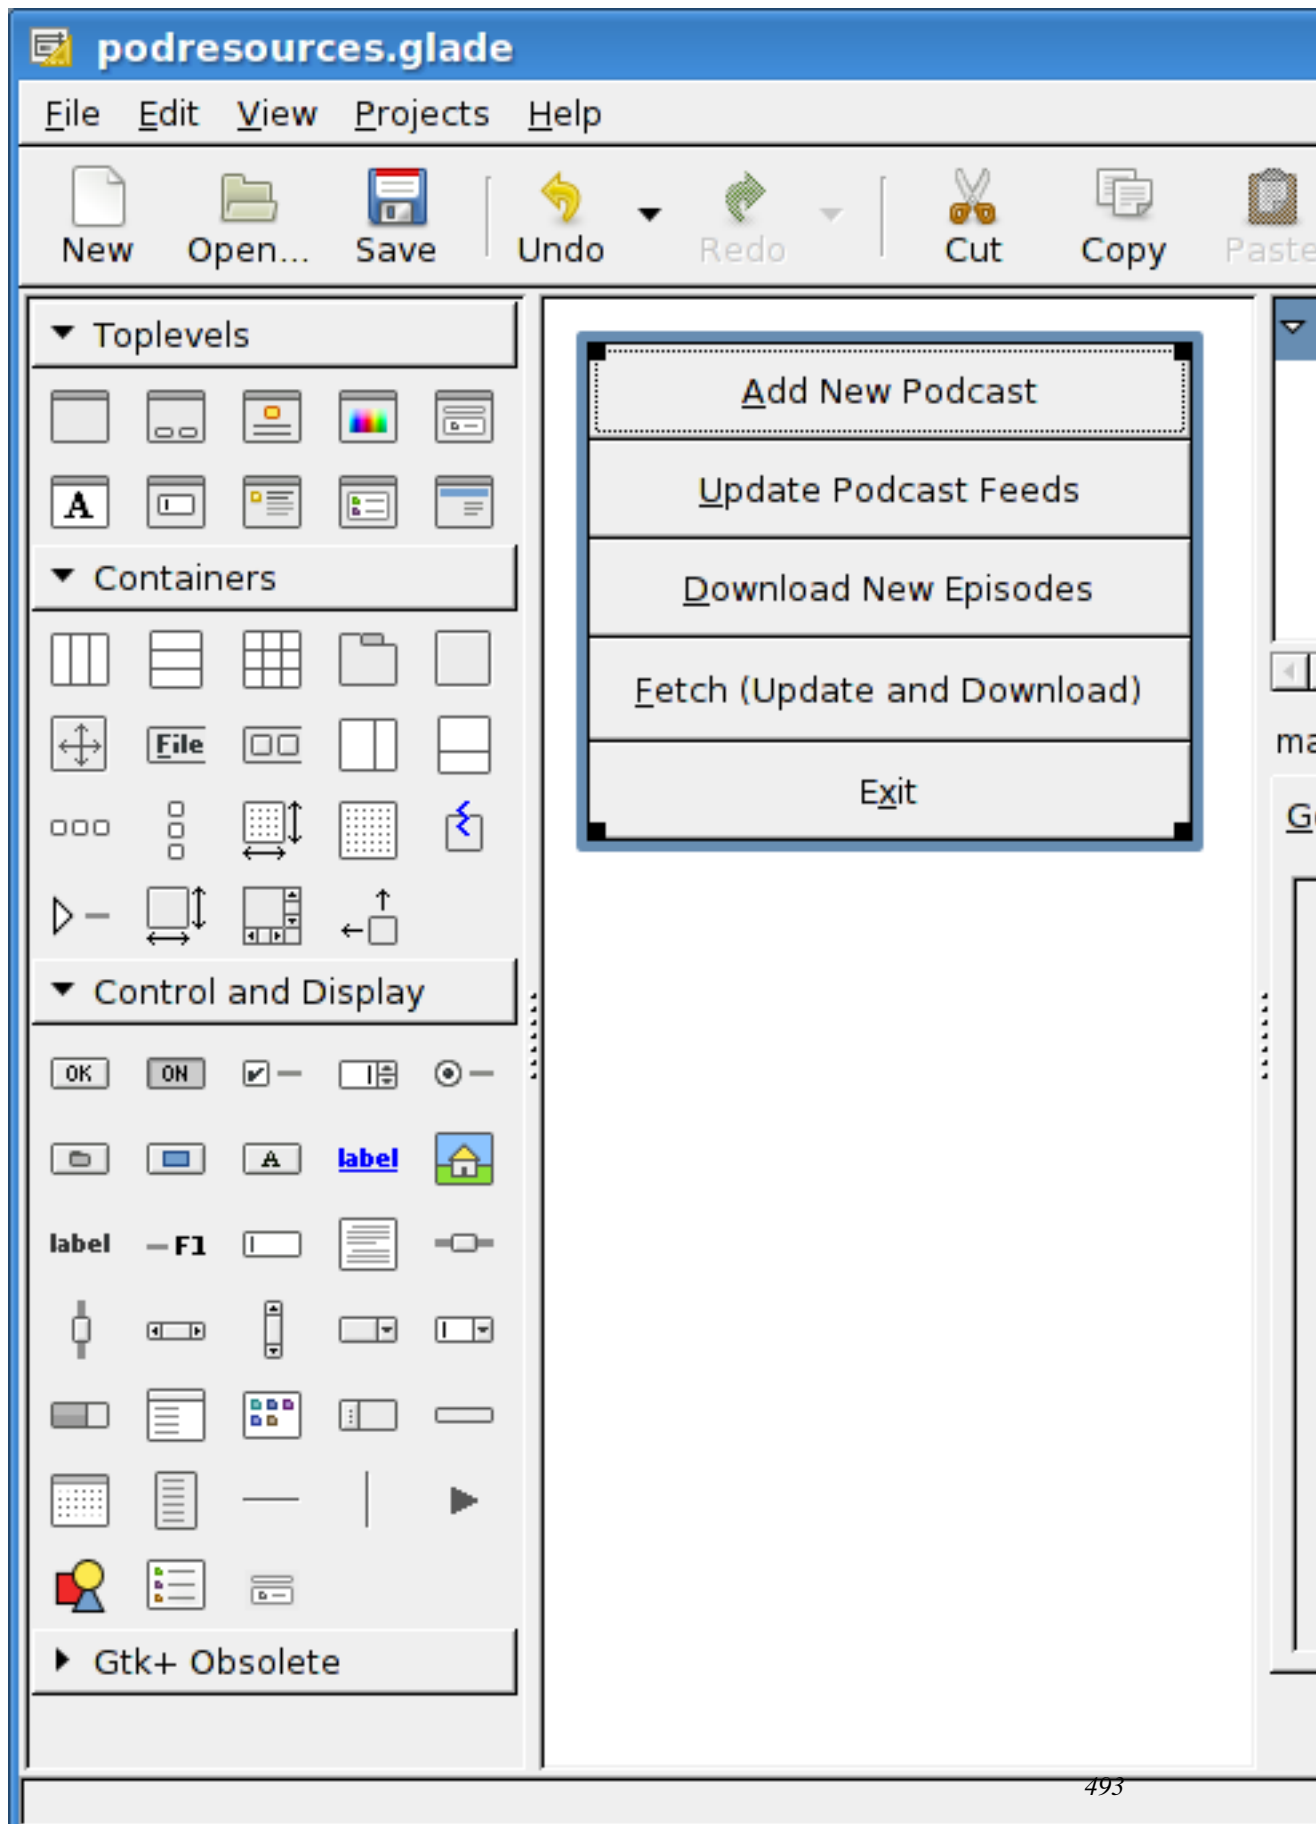 podresources.glade
File Edit View Projects Help
New Open... Save Undo Redo Cut Copy Paste
Toplevels
A
Containers
File
Control and Display
OK ON
A label
label F1
Gtk+ Obsolete
Add New Podcast
Update Podcast Feeds
Download New Episodes
Fetch (Update and Download)
Exit
493